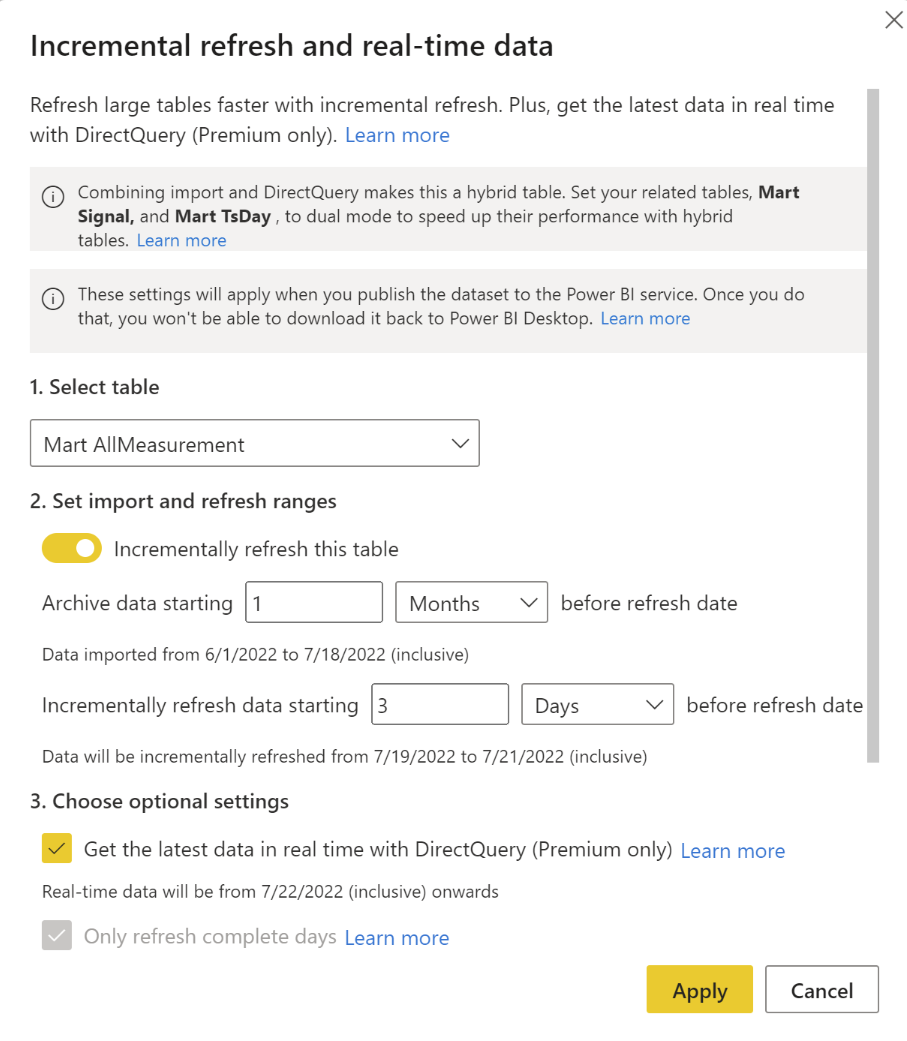 Incremental refresh and real-time data
Refresh large tables faster with incremental refresh. Plus, get the latest data in real time
with DirectQuery (Premium only). Learn more
Combining import and DirectQuery makes this a hybrid table. Set your related tables, Mart
Signal, and Mart TsDay , to dual mode to speed up their performance with hybrid
tables. Learn more
These settings will apply when you publish the dataset to the Power BI service. Once you do
that, you won't be able to download it back to Power BI Desktop. Learn more
1. Select table
Mart AllMeasurement
2. Set import and refresh ranges
Incrementally refresh this table
Archive data starting 1 Months before refresh date
Data imported from 6/1/2022 to 7/18/2022 (inclusive)
Incrementally refresh data starting 3 Days before refresh date
Data will be incrementally refreshed from 7/19/2022 to 7/21/2022 (inclusive)
3. Choose optional settings
Get the latest data in real time with DirectQuery (Premium only) Learn more
Real-time data will be from 7/22/2022 (inclusive) onwards
Only refresh complete days Learn more
Apply Cancel